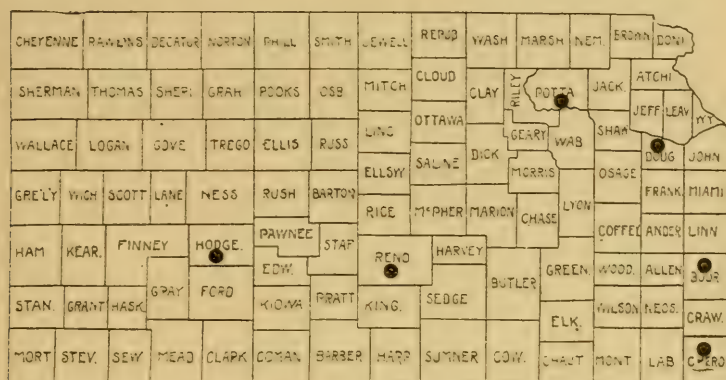 CHEYENNE RAWLINS DECATUR NORTON PHILL SMITH JEWELL REPUB WASH MARSH NEM. BROWN DONI
SHERMAN THOMAS SHERI GRAH ROOKS OSB. MITCH CLOUD CLAY RILEY POTTA JACK. ATCHI
JEFF LEAV WY.
WALLACE LOGAN GOVE TREGO ELLIS RUSS LINC OTTAWA GEARY WAB SHAW DOUG JOHN
ELLSW SALINE DICK MORRIS OSAGE
GRE'LY WICH SCOTT LANE NESS RUSH BARTON RICE McPHER MARION CHASE LYON FRANK. MIAMI
HAM KEAR. FINNEY HODGE. PAWNEE STAF RENO HARVEY COFFEY ANDER LINN
EDW. BUTLER GREEN. WOOD. ALLEN BOUR.
STAN. GRANT HASK. GRAY FORD KIOWA PRATT KING. SEDGE ELK. WILSON NEOS. CRAW.
MORT STEV. SEW. MEAD CLARK COMAN BARBER HARP SUMNER COW. CHAUT MONT. LAB CHERO